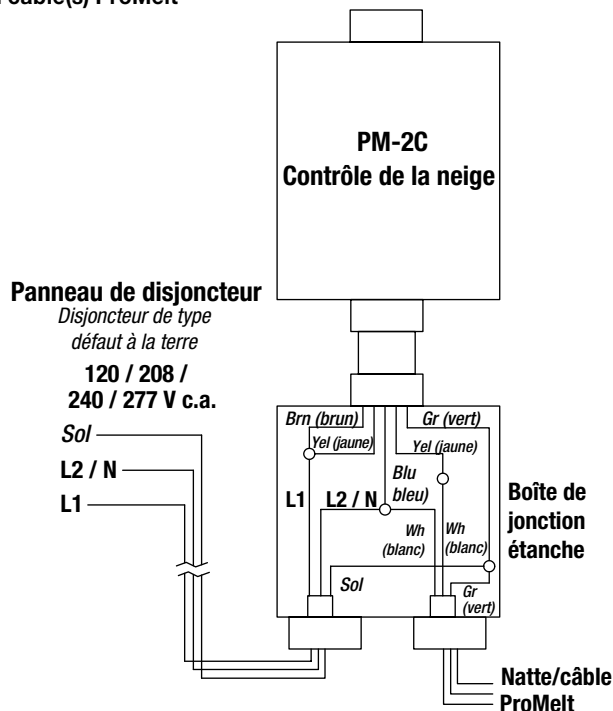 câble(s) ProMelt
PM-2C
Contrôle de la neige
Panneau de disjoncteur
Disjoncteur de type
défaut à la terre
120 / 208 /
240 / 277 V c.a.
Sol
L2 / N
L1
Brn (brun)
Gr (vert)
Yel (jaune)
Yel (jaune)
Blu
bleu)
L1
L2 / N
Wh
(blanc)
Wh
(blanc)
Sol
Gr
(vert)
Boîte de
jonction
étanche
Natte/câble
ProMelt